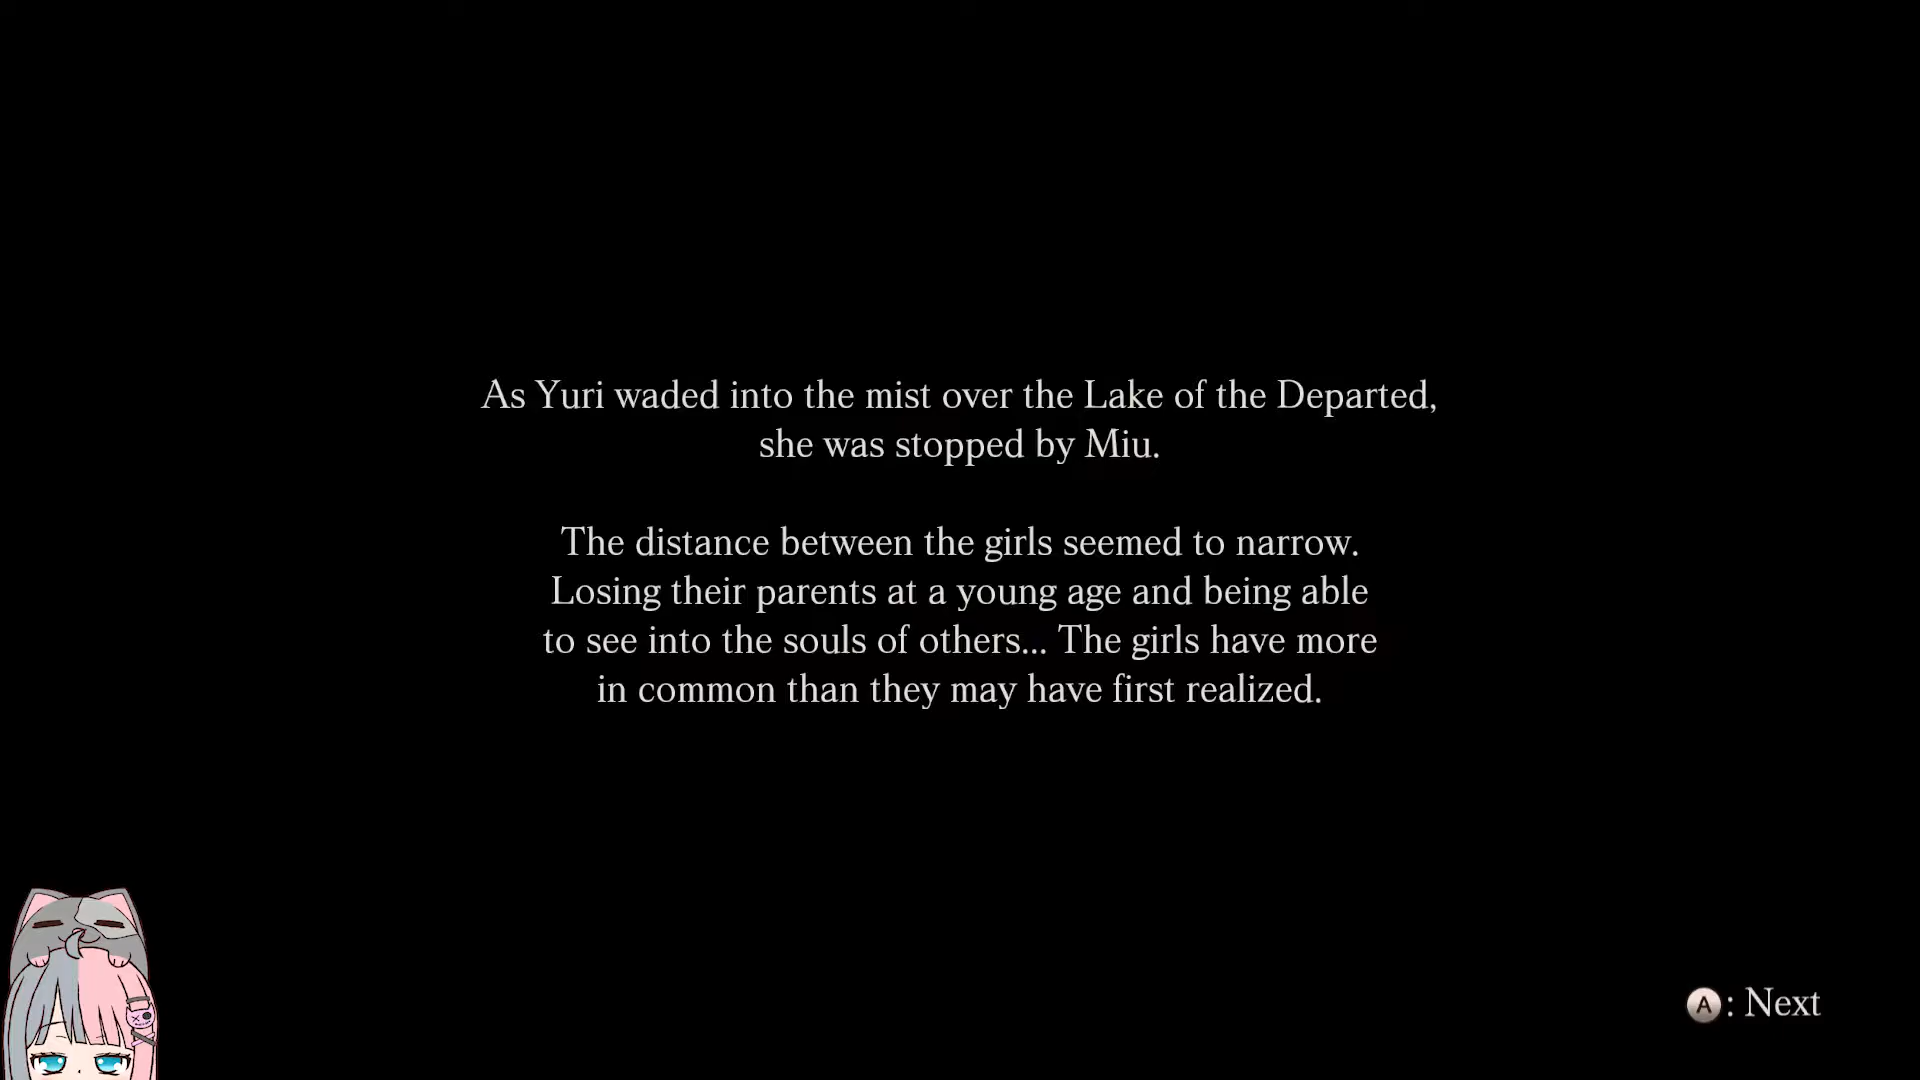 As Yuri waded into the mist over the Lake of the Departed,
she was stopped by Miu.
The distance between the girls seemed to narrow.
Losing their parents at a young age and being able
to see into the souls of others... The girls have more
in common than they may have first realized.
A : Next